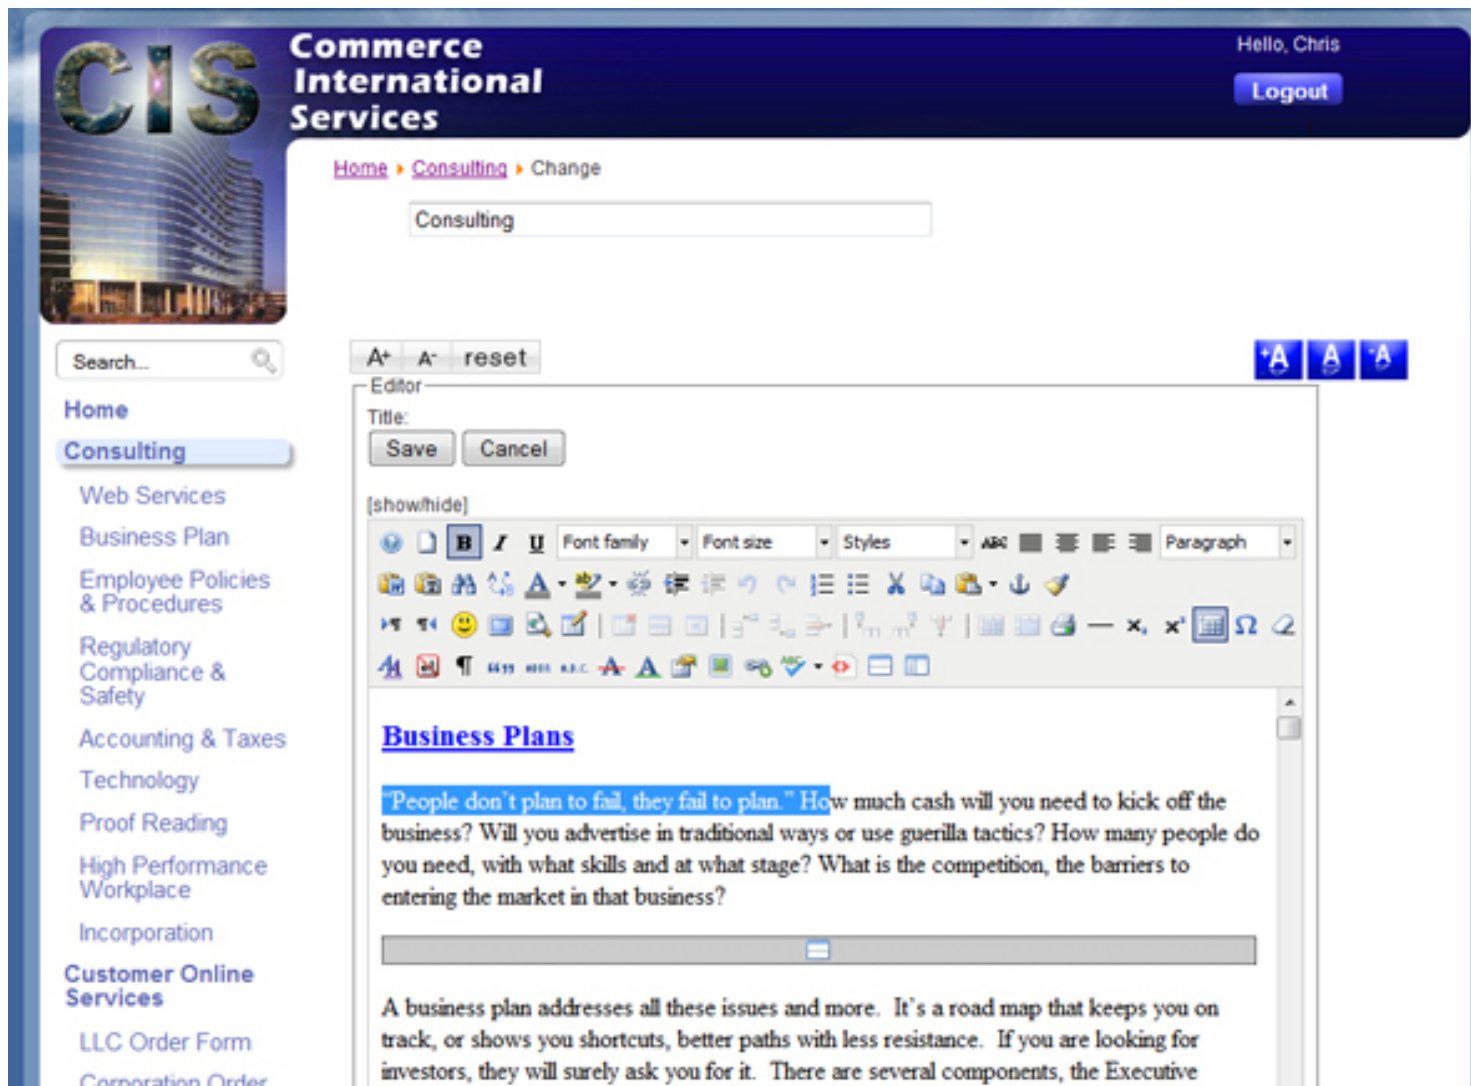 CIS
Commerce
International
Services
Hello, Chris
Logout
Home Consulting Change
Consulting
Search...
A+ A- reset
+A A -A
Home
Consulting
Web Services
Business Plan
Employee Policies
& Procedures
Regulatory
Compliance &
Safety
Accounting & Taxes
Technology
Proof Reading
High Performance
Workplace
Incorporation
Customer Online
Services
LLC Order Form
Corporation Order
Editor
Title:
Save Cancel
[show/hide]
B I U Font family Font size Styles ABC Paragraph
Business Plans
“People don’t plan to fail, they fail to plan.” How much cash will you need to kick off the
business? Will you advertise in traditional ways or use guerilla tactics? How many people do
you need, with what skills and at what stage? What is the competition, the barriers to
entering the market in that business?
A business plan addresses all these issues and more. It’s a road map that keeps you on
track, or shows you shortcuts, better paths with less resistance. If you are looking for
investors, they will surely ask you for it. There are several components, the Executive